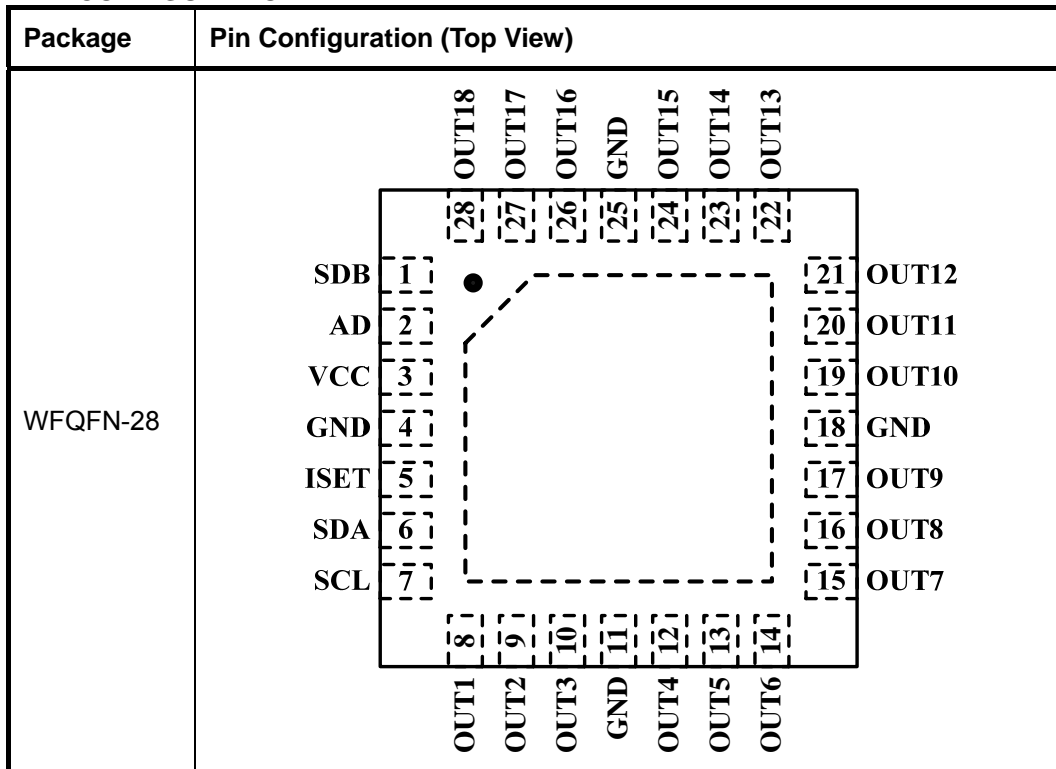 Package Pin Configuration (Top View)
WFQFN-28
OUT18 OUT17 OUT16 GND OUT15 OUT14 OUT13
28 27 26 25 24 23 22
SDB 1 21 OUT12
AD 2 20 OUT11
VCC 3 19 OUT10
GND 4 18 GND
ISET 5 17 OUT9
SDA 6 16 OUT8
SCL 7 15 OUT7
8 9 10 11 12 13 14
OUT1 OUT2 OUT3 GND OUT4 OUT5 OUT6